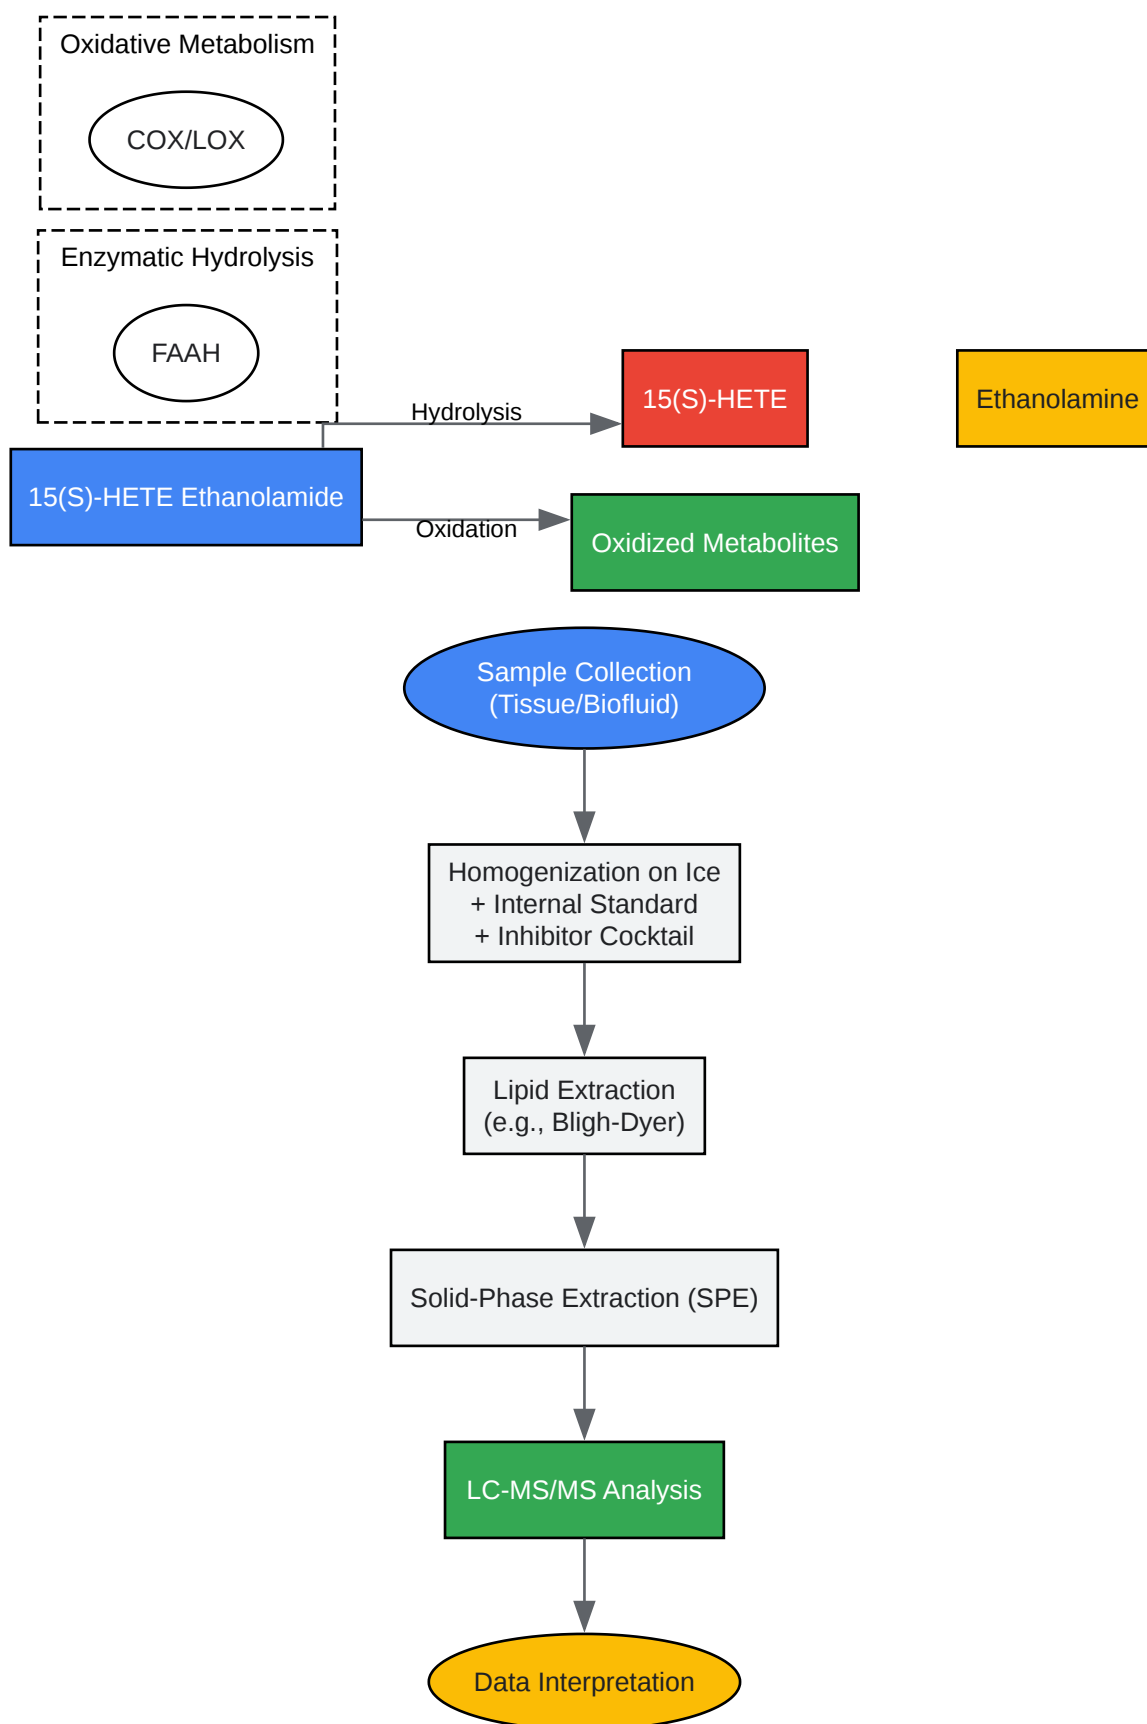 Oxidative Metabolism
COX/LOX
Enzymatic Hydrolysis
FAAH
Hydrolysis
15(S)-HETE
Ethanolamine
15(S)-HETE Ethanolamide
Oxidation
Oxidized Metabolites
Sample Collection
(Tissue/Biofluid)
Homogenization on Ice
+ Internal Standard
+ Inhibitor Cocktail
Lipid Extraction
(e.g., Bligh-Dyer)
Solid-Phase Extraction (SPE)
LC-MS/MS Analysis
Data Interpretation